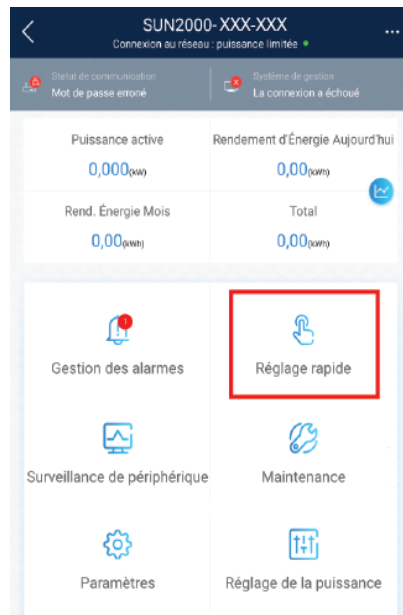 SUN2000- XXX-XXX
Connexion au réseau : puissance limitée
Statut de communication
Mot de passe erroné
Système de gestion
La connexion a échoué
Puissance active
Rendement d'Énergie Aujourd'hui
0,000(kW)
0,00(kWh)
Rend. Énergie Mois
Total
0,00(kWh)
0,00(kWh)
1
Gestion des alarmes
Réglage rapide
Surveillance de périphérique
Maintenance
Paramètres
Réglage de la puissance